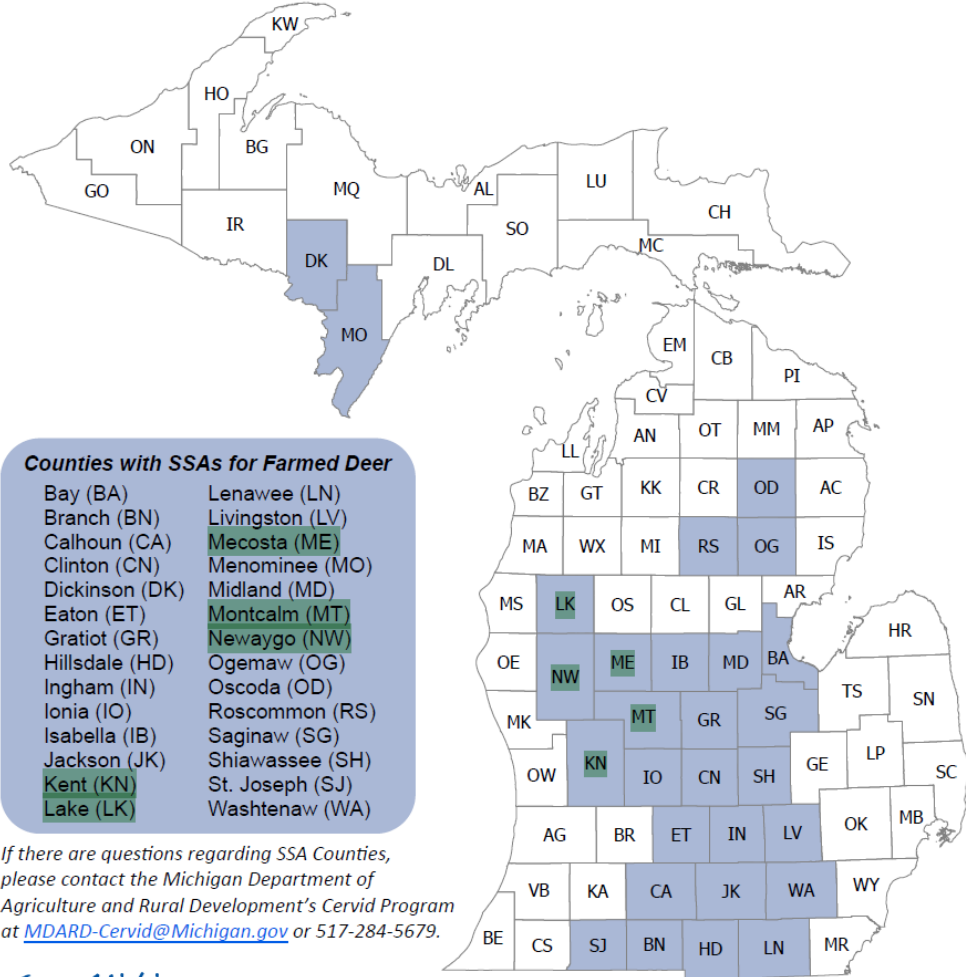 KW
HO
ON
BG
GO
MQ
AL
LU
IR
SO
CH
MC
DK
DL
MO
EM
CB
PI
CV
LL
AN
OT
MM
AP
BZ
GT
KK
CR
OD
AC
MA
WX
MI
RS
OG
IS
MS
LK
OS
CL
GL
AR
HR
OE
NW
ME
IB
MD
BA
TS
SN
MK
MT
GR
SG
OW
KN
IO
CN
SH
GE
LP
SC
AG
BR
ET
IN
LV
OK
MB
VB
KA
CA
JK
WA
WY
BE
CS
SJ
BN
HD
LN
MR
Counties with SSAs for Farmed Deer
Bay (BA)
Branch (BN)
Calhoun (CA)
Clinton (CN)
Dickinson (DK)
Eaton (ET)
Gratiot (GR)
Hillsdale (HD)
Ingham (IN)
Ionia (IO)
Isabella (IB)
Jackson (JK)
Kent (KN)
Lake (LK)
Lenawee (LN)
Livingston (LV)
Mecosta (ME)
Menominee (MO)
Midland (MD)
Montcalm (MT)
Newaygo (NW)
Ogemaw (OG)
Oscoda (OD)
Roscommon (RS)
Saginaw (SG)
Shiawassee (SH)
St. Joseph (SJ)
Washtenaw (WA)
If there are questions regarding SSA Counties,
please contact the Michigan Department of
Agriculture and Rural Development's Cervid Program
at MDARD-Cervid@Michigan.gov or 517-284-5679.